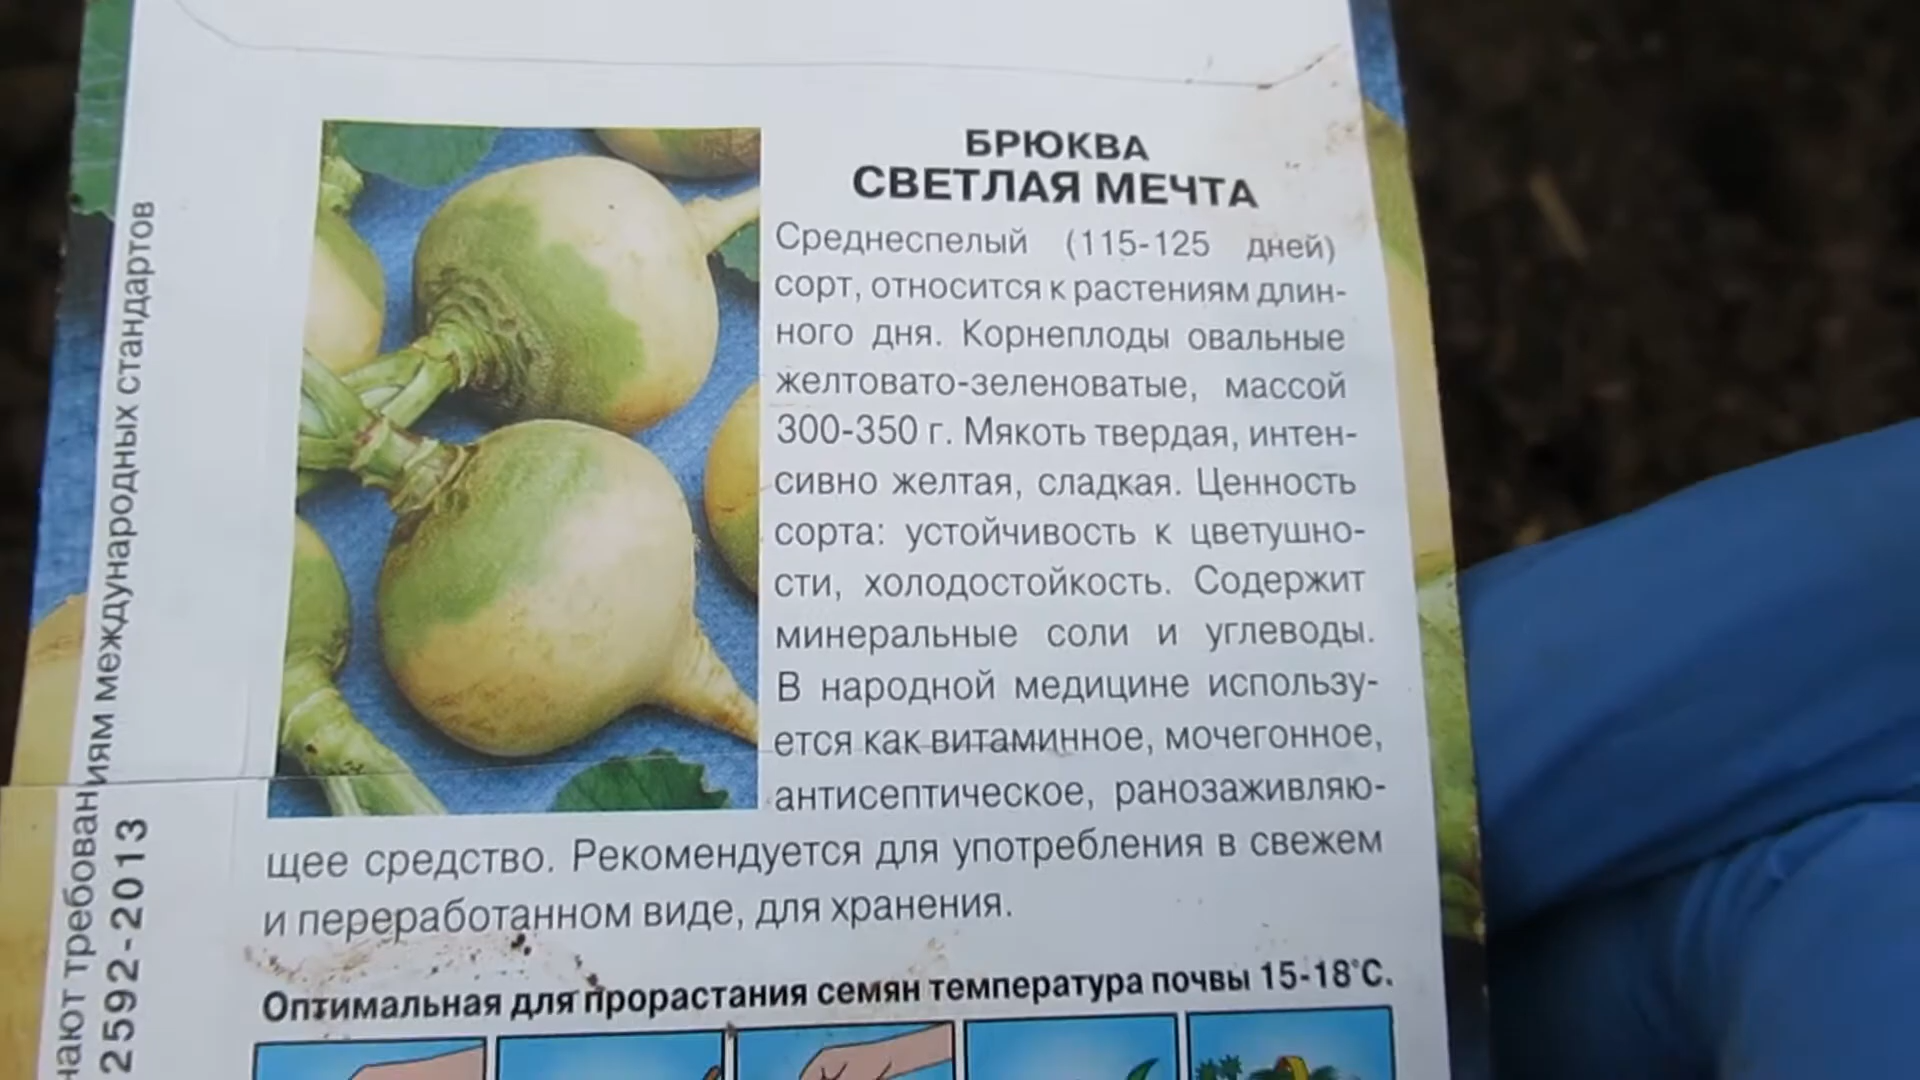 БРЮКВА
СВЕТЛАЯ МЕЧТА
Среднеспелый (115-125 дней)
сорт, относится к растениям длин-
ного дня. Корнеплоды овальные
желтовато-зеленоватые, массой
300-350 г. Мякоть твердая, интен-
сивно желтая, сладкая. Ценность
сорта: устойчивость к цветушно-
сти, холодостойкость. Содержит
минеральные соли и углеводы.
В народной медицине использу-
ется как витаминное, мочегонное,
антисептическое, ранозаживляю-
щее средство. Рекомендуется для употребления в свежем
и переработанном виде, для хранения.
Оптимальная для прорастания семян температура почвы 15-18°С.
требованиям международных стандартов
2592-2013